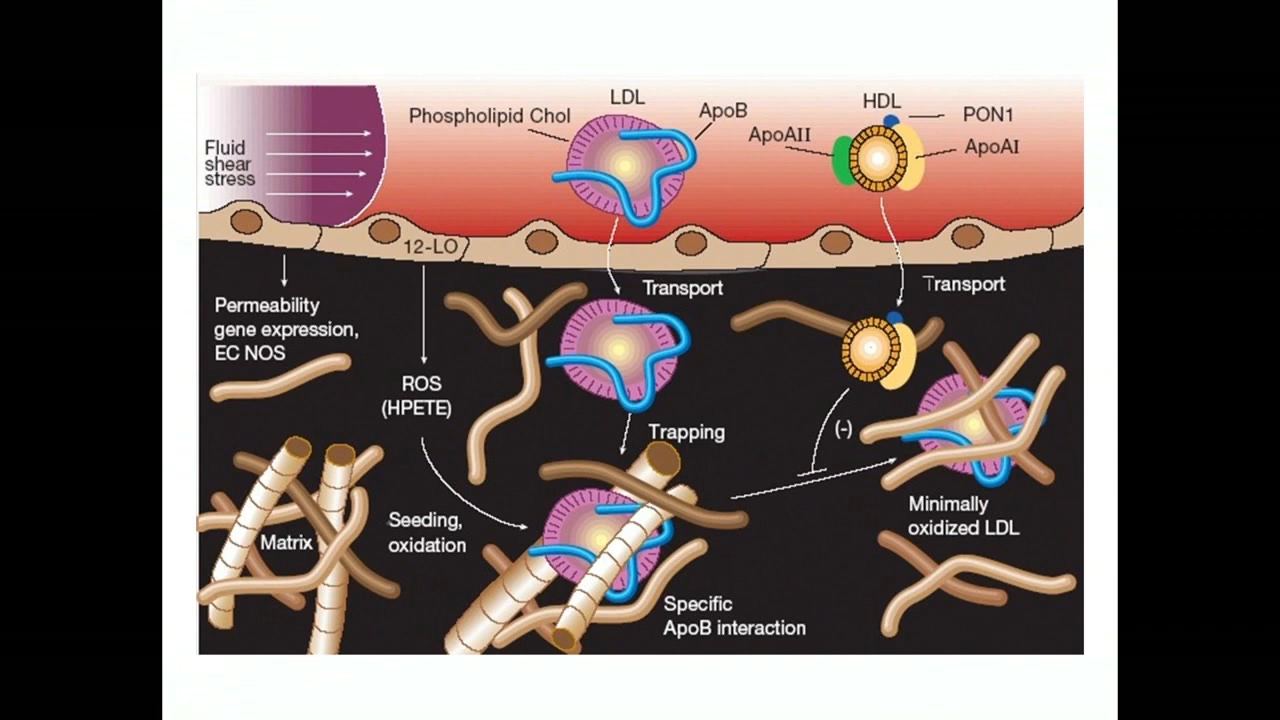 LDL
HDL
Phospholipid Chol
ApoB
PON1
ApoAII
ApoAI
Fluid
shear
stress
12-LO
Transport
Transport
Permeability
gene expression,
EC NOS
ROS
(HPETE)
Trapping
(-)
Seeding,
oxidation
Matrix
Minimally
oxidized LDL
Specific
ApoB interaction